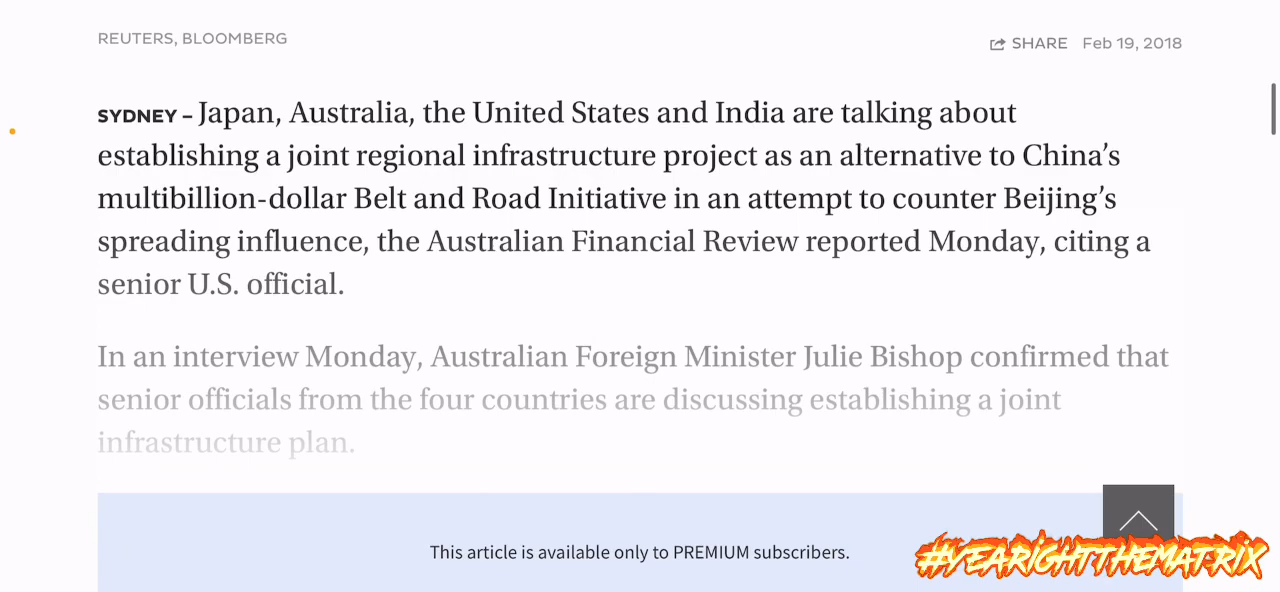 REUTERS, BLOOMBERG
SHARE Feb 19, 2018
SYDNEY – Japan, Australia, the United States and India are talking about
establishing a joint regional infrastructure project as an alternative to China’s
multibillion-dollar Belt and Road Initiative in an attempt to counter Beijing’s
spreading influence, the Australian Financial Review reported Monday, citing a
senior U.S. official.
In an interview Monday, Australian Foreign Minister Julie Bishop confirmed that
senior officials from the four countries are discussing establishing a joint
infrastructure plan.
This article is available only to PREMIUM subscribers.
#YEARIGHTTHEMATRIX